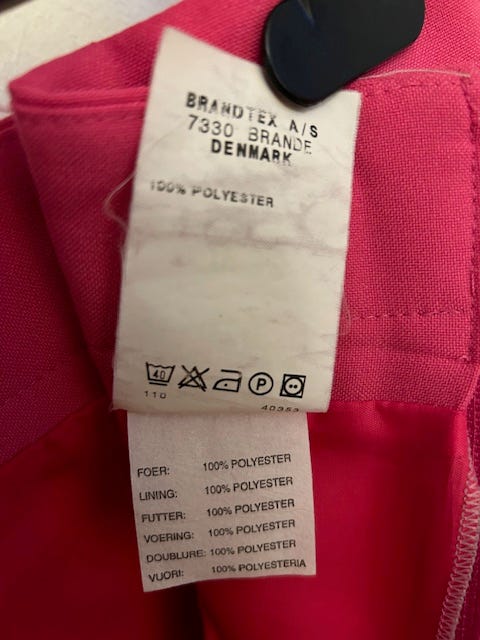 BRANDTEX A/S
7330 BRANDE
DENMARK
100% POLYESTER
40 P
110
40353
FOER: 100% POLYESTER
LINING: 100% POLYESTER
FUTTER: 100% POLYESTER
VOERING: 100% POLYESTER
DOUBLURE: 100% POLYESTER
VUORI: 100% POLYESTERIA